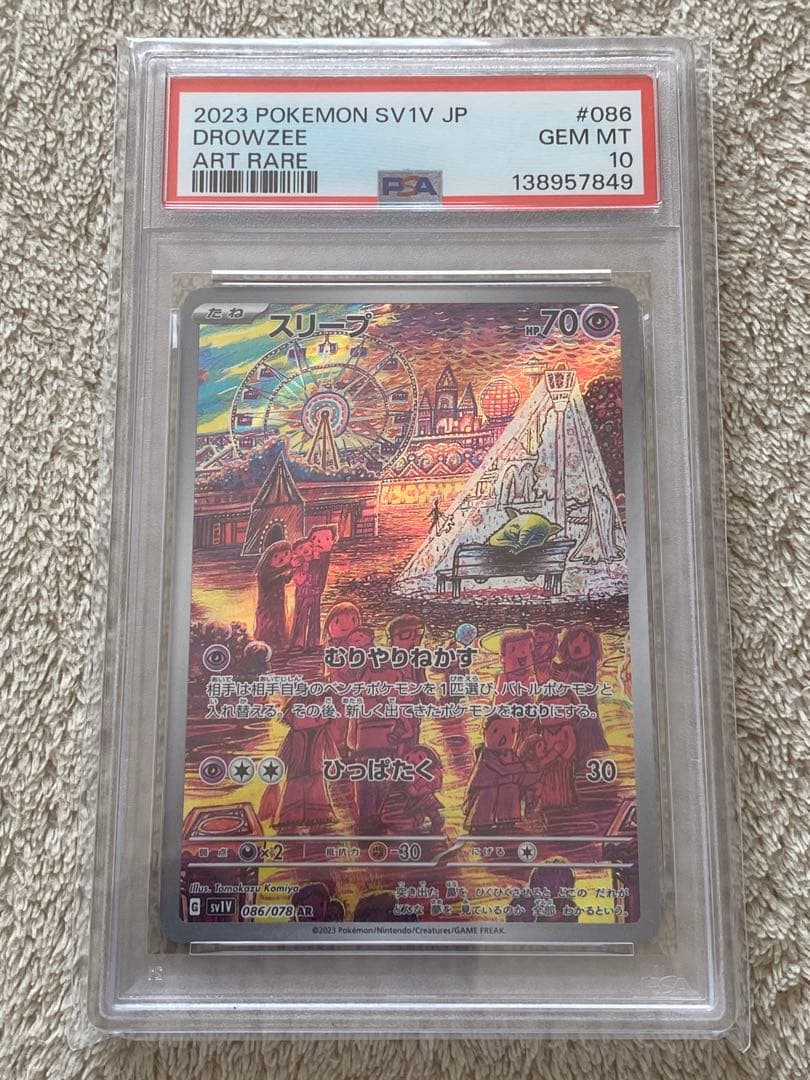 2023 POKEMON SV1V JP #086
DROWZEE GEM MT
ART RARE 10
PSA 138957849
たね スリープ HP70
むりやりねかす
相手は相手自身のベンチポケモンを1匹選び、バトルポケモンと
入れ替える。その後、新しく出てきたポケモンをねむりにする。
ひっぱたく 30
弱点 ×2 抵抗力 -30 にげる
Illus. Tomokazu Komiya
突き出た 鼻を ひくひくさせると どこの だれが
どんな 夢を 見ているのか 全部 わかるという。
G sv1V 086/078 AR
©2023 Pokémon/Nintendo/Creatures/GAME FREAK.